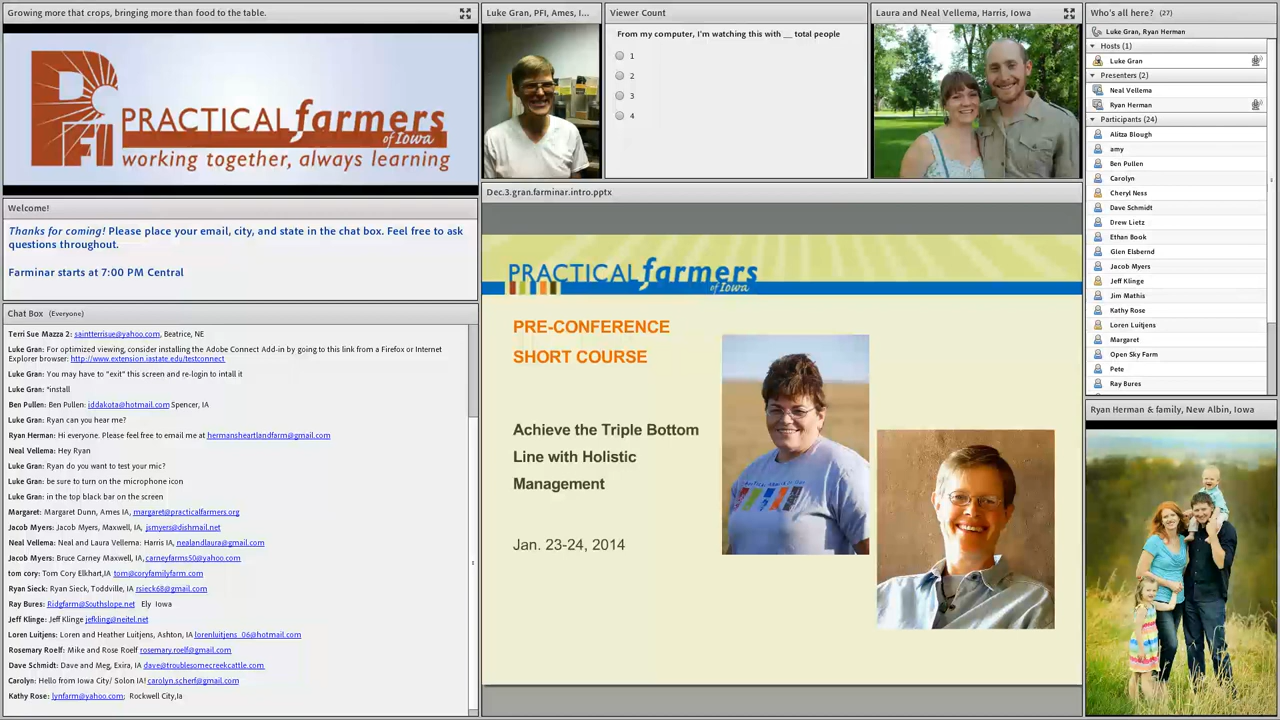 Growing more that crops, bringing more than food to the table.
PRACTICAL farmers
of Iowa
working together, always learning
Welcome!
Thanks for coming! Please place your email, city, and state in the chat box. Feel free to ask
questions throughout.
Farminar starts at 7:00 PM Central
Chat Box (Everyone)
Terri Sue Mazza 2: saintterrisue@yahoo.com, Beatrice, NE
Luke Gran: For optimized viewing, consider installing the Adobe Connect Add-in by going to this link from a Firefox or Internet
Explorer browser: http://www.extension.iastate.edu/testconnect
Luke Gran: You may have to "exit" this screen and re-login to intall it
Luke Gran: *install
Ben Pullen: Ben Pullen: iddakota@hotmail.com Spencer, IA
Luke Gran: Ryan can you hear me?
Ryan Herman: Hi everyone. Please feel free to email me at hermansheartlandfarm@gmail.com
Neal Vellema: Hey Ryan
Luke Gran: Ryan do you want to test your mic?
Luke Gran: be sure to turn on the microphone icon
Luke Gran: in the top black bar on the screen
Margaret: Margaret Dunn, Ames IA, margaret@practicalfarmers.org
Jacob Myers: Jacob Myers, Maxwell, IA, jsmyers@dishmail.net
Neal Vellema: Neal and Laura Vellema: Harris IA, nealandlaura@gmail.com
Jacob Myers: Bruce Carney Maxwell, IA, carneyfarms50@yahoo.com
tom cory: Tom Cory Elkhart,IA tom@coryfamilyfarm.com
Ryan Sieck: Ryan Sieck, Toddville, IA rsieck68@gmail.com
Ray Bures: Ridgfarm@Southslope.net Ely Iowa
Jeff Klinge: Jeff Klinge jefkling@neitel.net
Loren Luitjens: Loren and Heather Luitjens, Ashton, IA lorenluitjens_06@hotmail.com
Rosemary Roelf: Mike and Rose Roelf rosemary.roelf@gmail.com
Dave Schmidt: Dave and Meg, Exira, IA dave@troublesomecreekcattle.com
Carolyn: Hello from Iowa City/ Solon IA! carolyn.scherf@gmail.com
Kathy Rose: lynfarm@yahoo.com; Rockwell City,Ia
Luke Gran, PFI, Ames, I...
Viewer Count
From my computer, I'm watching this with __ total people
1
2
3
4
Laura and Neal Vellema, Harris, Iowa
Dec.3.gran.farminar.intro.pptx
PRACTICAL farmers
of Iowa
PRE-CONFERENCE
SHORT COURSE
Achieve the Triple Bottom
Line with Holistic
Management
Jan. 23-24, 2014
Who's all here? (27)
Luke Gran, Ryan Herman
Hosts (1)
Luke Gran
Presenters (2)
Neal Vellema
Ryan Herman
Participants (24)
Alitza Blough
amy
Ben Pullen
Carolyn
Cheryl Ness
Dave Schmidt
Drew Lietz
Ethan Book
Glen Elsbernd
Jacob Myers
Jeff Klinge
Jim Mathis
Kathy Rose
Loren Luitjens
Margaret
Open Sky Farm
Pete
Ray Bures
Ryan Herman & family, New Albin, Iowa